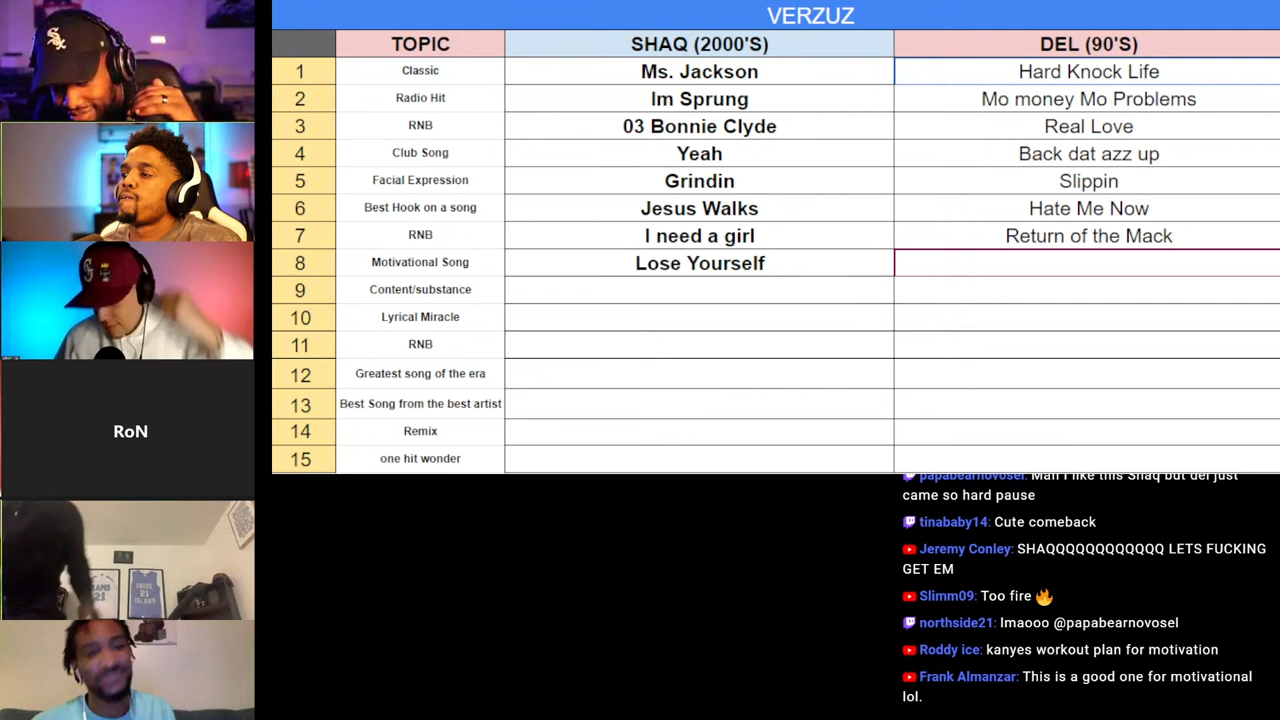 VERZUZ
TOPIC SHAQ (2000'S) DEL (90'S)
1 Classic Ms. Jackson Hard Knock Life
2 Radio Hit Im Sprung Mo money Mo Problems
3 RNB 03 Bonnie Clyde Real Love
4 Club Song Yeah Back dat azz up
5 Facial Expression Grindin Slippin
6 Best Hook on a song Jesus Walks Hate Me Now
7 RNB I need a girl Return of the Mack
8 Motivational Song Lose Yourself
9 Content/substance
10 Lyrical Miracle
11 RNB
12 Greatest song of the era
13 Best Song from the best artist
14 Remix
15 one hit wonder
RoN
papabearnovosel: Man I like this Shaq but del just
came so hard pause
tinababy14: Cute comeback
Jeremy Conley: SHAQQQQQQQQQQQQ LETS FUCKING
GET EM
Slimm09: Too fire 🔥
northside21: lmaooo @papabearnovosel
Roddy ice: kanyes workout plan for motivation
Frank Almanzar: This is a good one for motivational
lol.